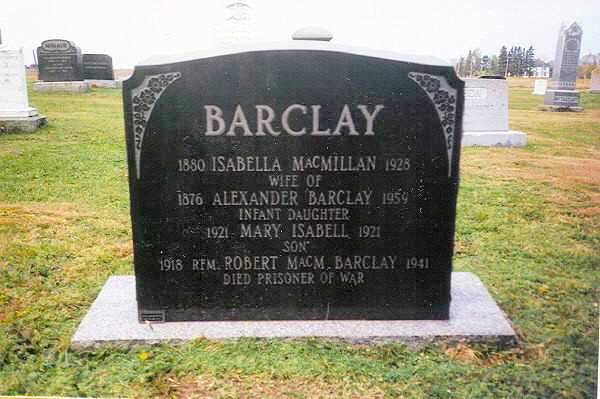 BARCLAY
1880 ISABELLA MACMILLAN 1928
WIFE OF
1876 ALEXANDER BARCLAY 1959
INFANT DAUGHTER
1921 MARY ISABELL 1921
SON
1918 RFM. ROBERT MACM. BARCLAY 1941
DIED PRISONER OF WAR